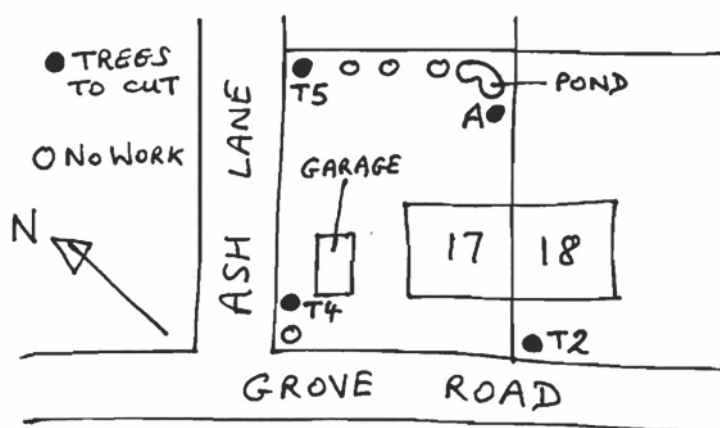 TREES
TO CUT
T5
POND
A
NO WORK
ASH LANE
GARAGE
N
17
18
T4
T2
GROVE ROAD